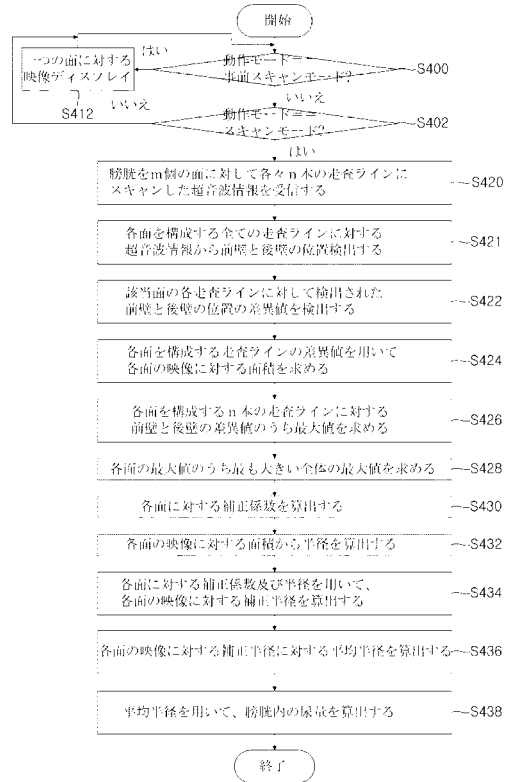 開始
はい
一つの面に対する
映像ディスプレイ
S412
動作モード==
事前スキャンモード?
S400
いいえ
いいえ
動作モード==
スキャンモード?
S402
はい
膀胱をm個の面に対して各々n本の走査ラインに
スキャンした超音波情報を受信する
S420
各面を構成する全ての走査ラインに対する
超音波情報から前壁と後壁の位置検出する
S421
該当面の各走査ラインに対して検出された
前壁と後壁の位置の差異値を検出する
S422
各面を構成する走査ラインの差異値を用いて
各面の映像に対する面積を求める
S424
各面を構成するn本の走査ラインに対する
前壁と後壁の差異値のうち最大値を求める
S426
各面の最大値のうち最も大きい全体の最大値を求める
S428
各面に対する補正係数を算出する
S430
各面の映像に対する面積から半径を算出する
S432
各面に対する補正係数及び半径を用いて、
各面の映像に対する補正半径を算出する
S434
各面の映像に対する補正半径に対する平均半径を算出する
S436
平均半径を用いて、膀胱内の尿量を算出する
S438
終了